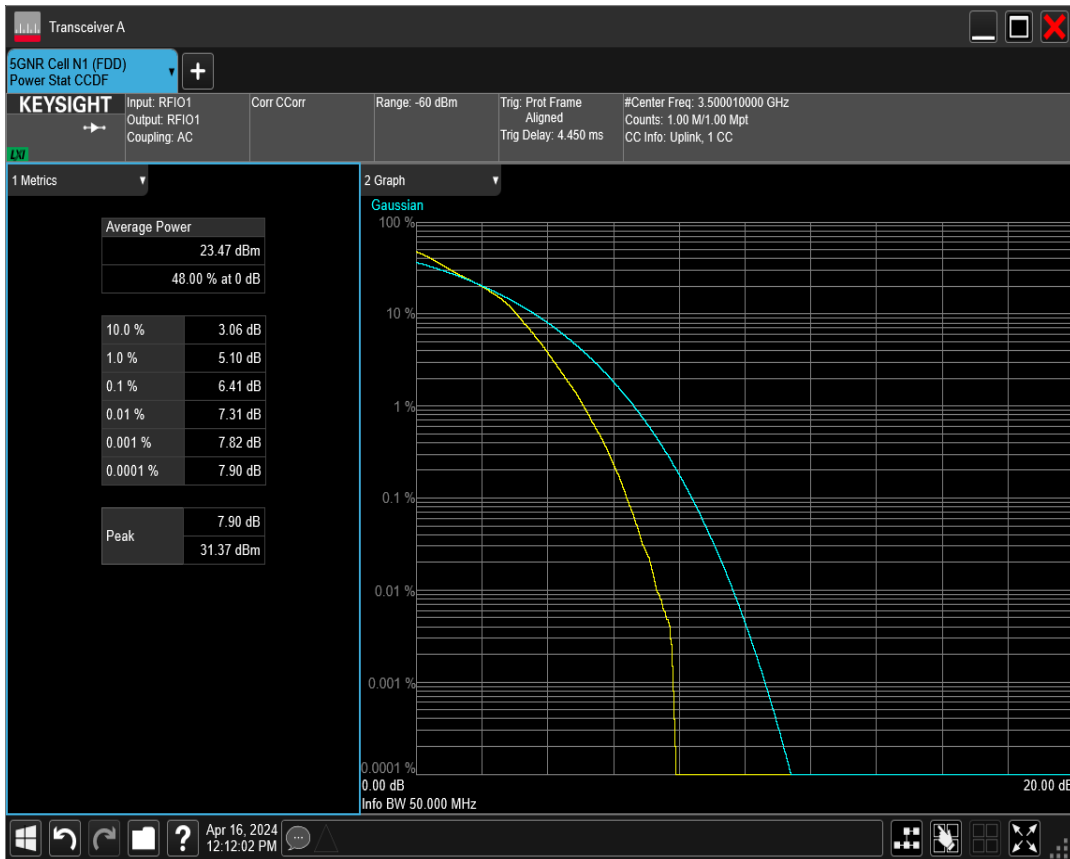 Transceiver A
5GNR Cell N1 (FDD)
Power Stat CCDF
+
KEYSIGHT
LXI
Input: RFIO1
Output: RFIO1
Coupling: AC
Corr CCorr
Range: -60 dBm
Trig: Prot Frame
Aligned
Trig Delay: 4.450 ms
#Center Freq: 3.500010000 GHz
Counts: 1.00 M/1.00 Mpt
CC Info: Uplink, 1 CC
1 Metrics
Average Power
23.47 dBm
48.00 % at 0 dB
10.0 % 3.06 dB
1.0 % 5.10 dB
0.1 % 6.41 dB
0.01 % 7.31 dB
0.001 % 7.82 dB
0.0001 % 7.90 dB
Peak
7.90 dB
31.37 dBm
2 Graph
Gaussian
100 %
10 %
1 %
0.1 %
0.01 %
0.001 %
0.0001 %
0.00 dB
20.00 dB
Info BW 50.000 MHz
?
Apr 16, 2024
12:12:02 PM